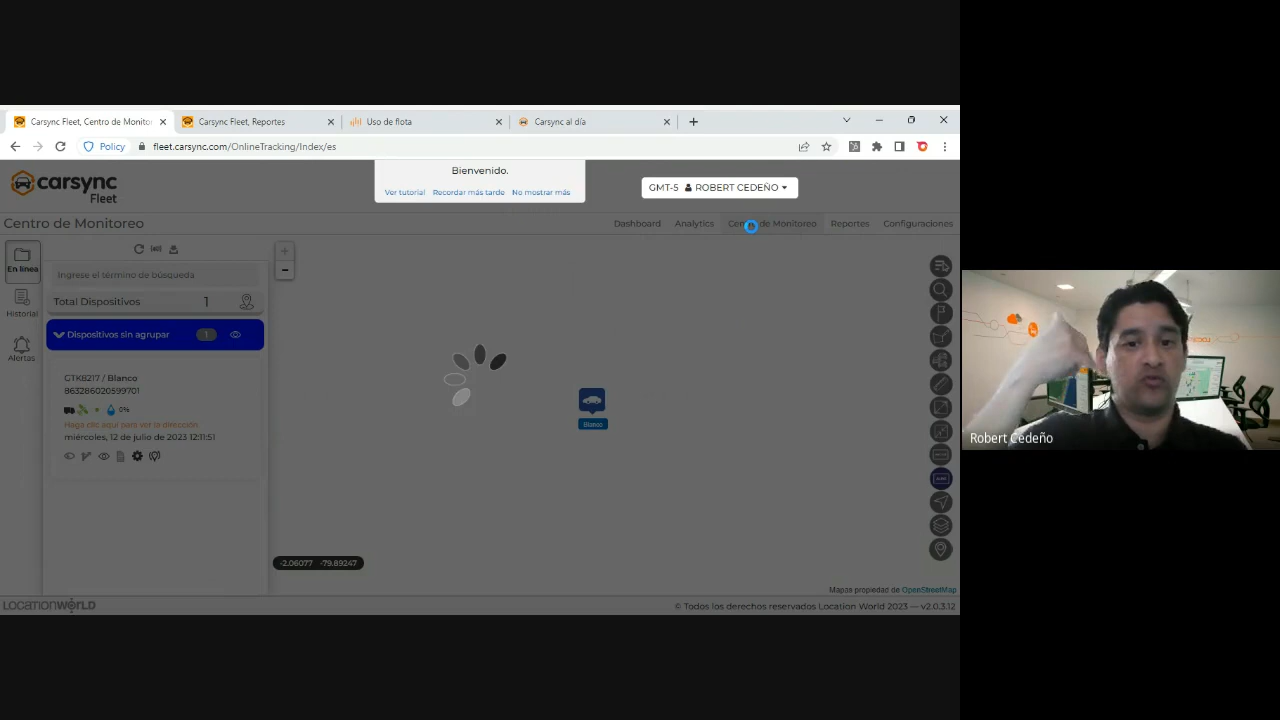 Carsync Fleet, Centro de Monitor
Carsync Fleet, Reportes
Uso de flota
Carsync al día
Policy
fleet.carsync.com/OnlineTracking/Index/es
carsync
Fleet
Bienvenido.
Ver tutorial Recordar más tarde No mostrar más
GMT-5 ROBERT CEDEÑO
Centro de Monitoreo
Dashboard Analytics Centro de Monitoreo Reportes Configuraciones
En línea
Historial
Alertas
Ingrese el término de búsqueda
Total Dispositivos 1
Dispositivos sin agrupar 1
GTK8217 / Blanco
863286020599701
0%
Haga clic aquí para ver la dirección
miércoles, 12 de julio de 2023 12:11:51
+
−
Blanco
-2.06077 -79.89247
Mapas propiedad de OpenStreetMap
LOCATIONWORLD
© Todos los derechos reservados Location World 2023 — v2.0.3.12
Robert Cedeño